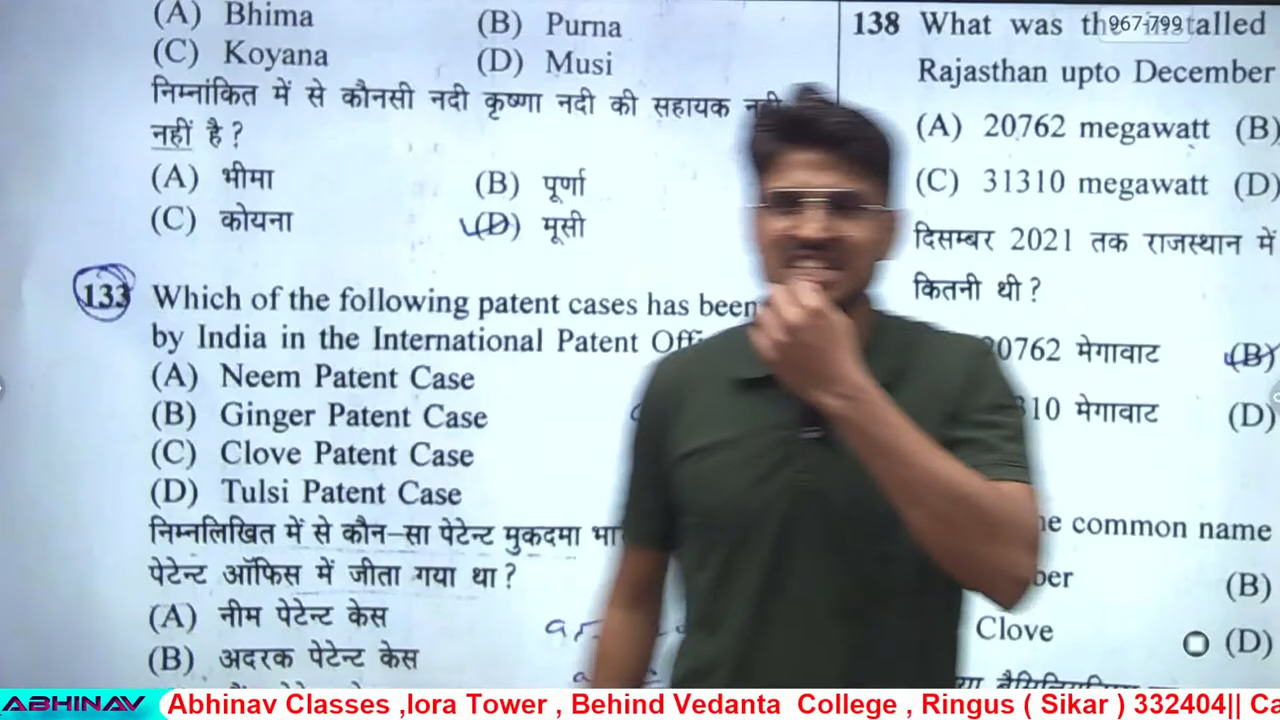 (A) Bhima (B) Purna
(C) Koyana (D) Musi
निम्नांकित में से कौनसी नदी कृष्णा नदी की सहायक
नहीं है ?
(A) भीमा (B) पूर्णा
(C) कोयना (D) मूसी
133 Which of the following patent cases has been
by India in the International Patent
(A) Neem Patent Case
(B) Ginger Patent Case
(C) Clove Patent Case
(D) Tulsi Patent Case
निम्नलिखित में से कौन-सा पेटेन्ट मुकदमा
पेटेन्ट ऑफिस में जीता गया था ?
(A) नीम पेटेन्ट केस
(B) अदरक पेटेन्ट केस
138 What was
967-799
Rajasthan upto December
(A) 20762 megawatt (B)
(C) 31310 megawatt (D)
दिसम्बर 2021 तक राजस्थान में
कितनी थी ?
मेगावाट (B)
मेगावाट (D)
common name
(B)
Clove (D)
ABHINAV
Abhinav Classes ,Iora Tower , Behind Vedanta College , Ringus ( Sikar ) 332404||